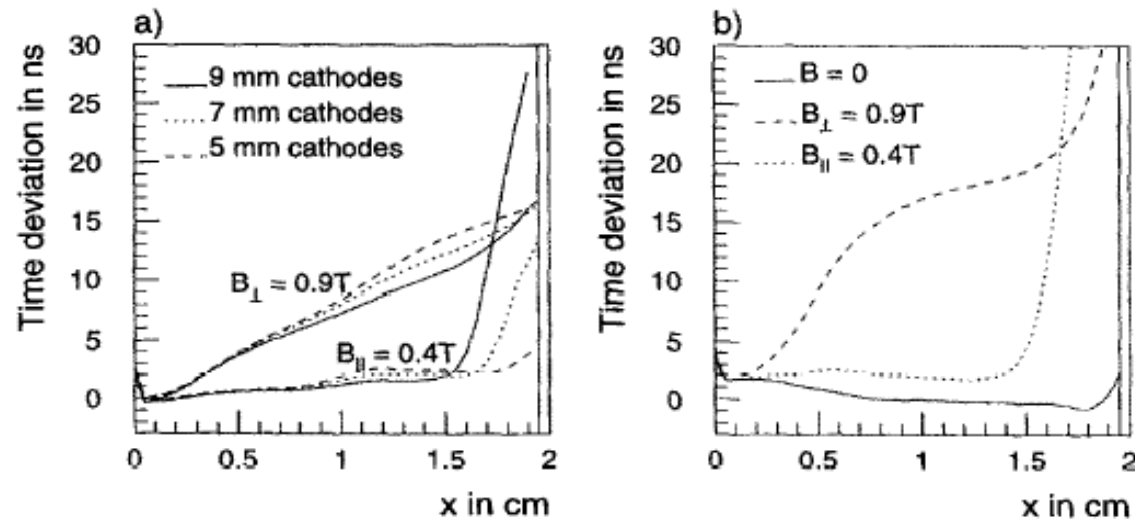 a)
Time deviation in ns
30
25
20
15
10
5
0
9 mm cathodes
7 mm cathodes
5 mm cathodes
B⊥ = 0.9T
B|| = 0.4T
0 0.5 1 1.5 2
x in cm
b)
Time deviation in ns
30
25
20
15
10
5
0
B = 0
B⊥ = 0.9T
B|| = 0.4T
0 0.5 1 1.5 2
x in cm